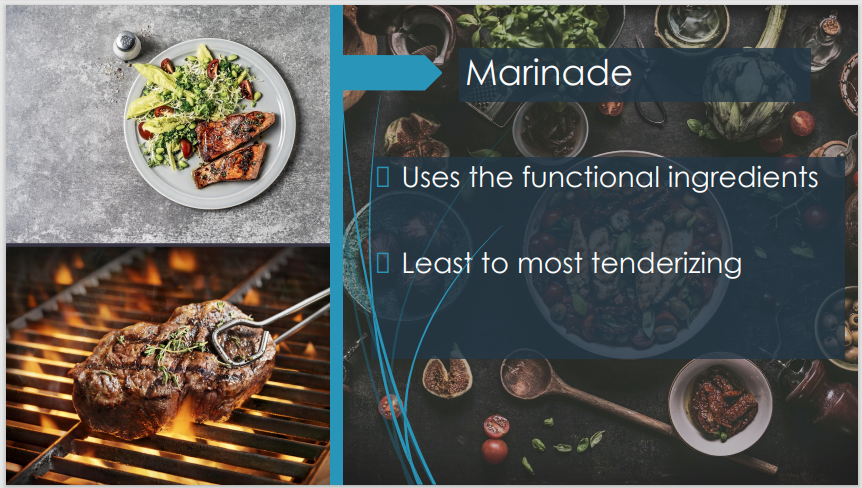 Marinade
Uses the functional ingredients
Least to most tenderizing